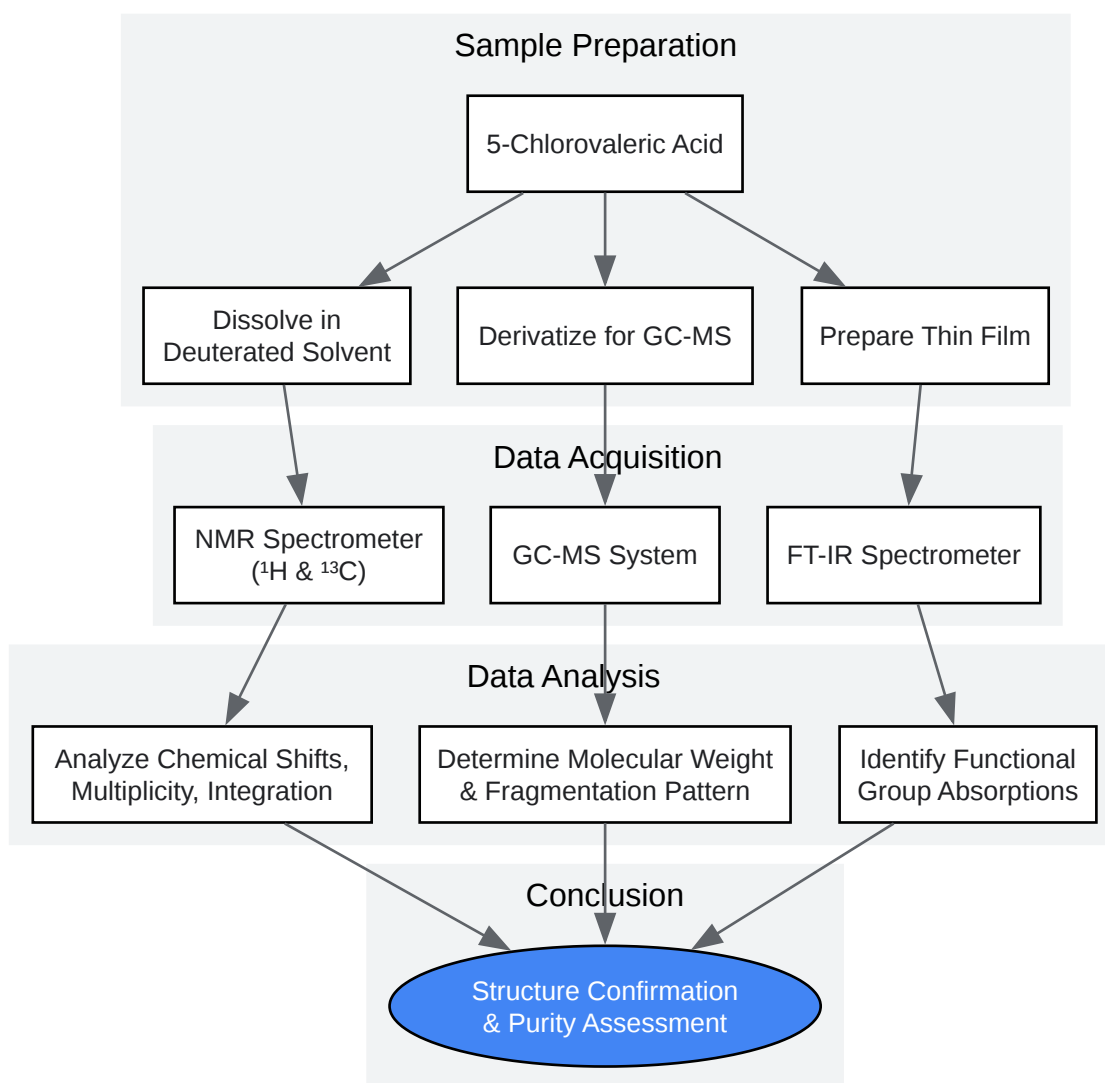 Sample Preparation
5-Chlorovaleric Acid
Dissolve in
Deuterated Solvent
Derivatize for GC-MS
Prepare Thin Film
Data Acquisition
NMR Spectrometer
(¹H & ¹³C)
GC-MS System
FT-IR Spectrometer
Data Analysis
Analyze Chemical Shifts,
Multiplicity, Integration
Determine Molecular Weight
& Fragmentation Pattern
Identify Functional
Group Absorptions
Conclusion
Structure Confirmation
& Purity Assessment